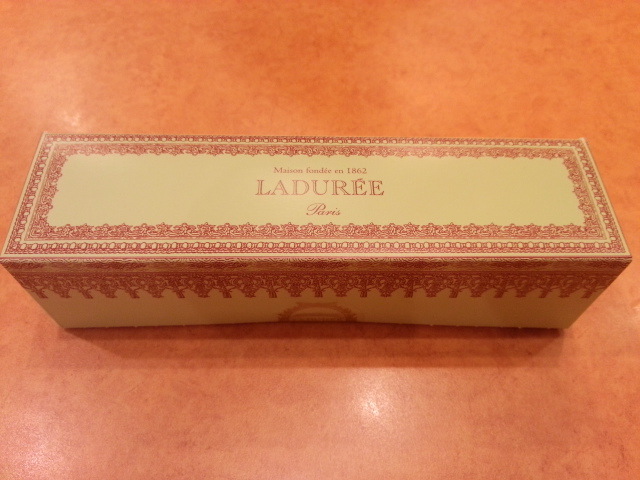 Maison fondée en 1862
LADURÉE
Paris